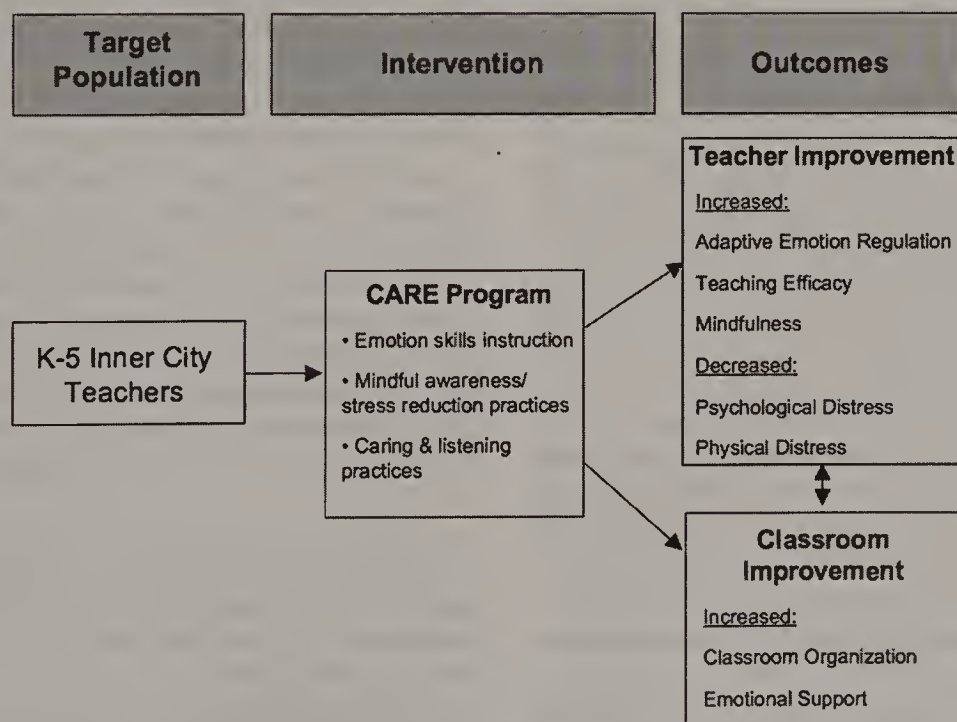 Target
Population
Intervention
Outcomes
K-5 Inner City
Teachers
CARE Program
• Emotion skills instruction
• Mindful awareness/
stress reduction practices
• Caring & listening
practices
Teacher Improvement
Increased:
Adaptive Emotion Regulation
Teaching Efficacy
Mindfulness
Decreased:
Psychological Distress
Physical Distress
Classroom
Improvement
Increased:
Classroom Organization
Emotional Support